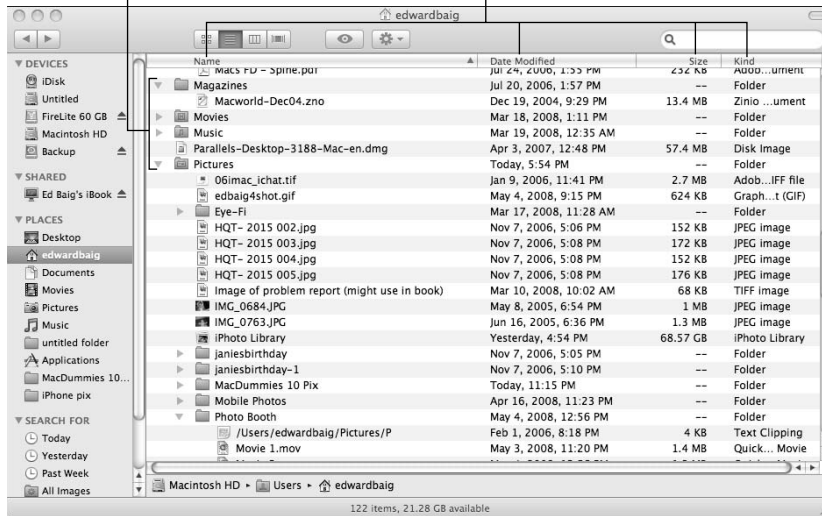 edwardbaig
DEVICES
iDisk
Untitled
FireLite 60 GB
Macintosh HD
Backup
SHARED
Ed Baig's iBook
PLACES
Desktop
edwardbaig
Documents
Movies
Pictures
Music
untitled folder
Applications
MacDummies 10...
iPhone pix
SEARCH FOR
Today
Yesterday
Past Week
All Images
Name Date Modified Size Kind
Macs FD - Spine.pdf Jul 24, 2006, 1:55 PM 232 KB Adob...ument
Magazines Jul 20, 2006, 1:57 PM -- Folder
Macworld-Dec04.zno Dec 19, 2004, 9:29 PM 13.4 MB Zinio ...ument
Movies Mar 18, 2008, 1:11 PM -- Folder
Music Mar 19, 2008, 12:35 AM -- Folder
Parallels-Desktop-3188-Mac-en.dmg Apr 3, 2007, 12:48 PM 57.4 MB Disk Image
Pictures Today, 5:54 PM -- Folder
06imac_ichat.tif Jan 9, 2006, 11:41 PM 2.7 MB Adob...IFF file
edbaig4shot.gif May 4, 2008, 9:15 PM 624 KB Graph...t (GIF)
Eye-Fi Mar 17, 2008, 11:28 AM -- Folder
HQT- 2015 002.jpg Nov 7, 2006, 5:06 PM 152 KB JPEG image
HQT- 2015 003.jpg Nov 7, 2006, 5:08 PM 172 KB JPEG image
HQT- 2015 004.jpg Nov 7, 2006, 5:08 PM 152 KB JPEG image
HQT- 2015 005.jpg Nov 7, 2006, 5:08 PM 176 KB JPEG image
Image of problem report (might use in book) Mar 10, 2008, 10:02 AM 68 KB TIFF image
IMG_0684.JPG May 8, 2005, 6:54 PM 1 MB JPEG image
IMG_0763.JPG Jun 16, 2005, 6:36 PM 1.3 MB JPEG image
iPhoto Library Yesterday, 4:54 PM 68.57 GB iPhoto Library
janiesbirthday Nov 7, 2006, 5:05 PM -- Folder
janiesbirthday-1 Nov 7, 2006, 5:10 PM -- Folder
MacDummies 10 Pix Today, 11:15 PM -- Folder
Mobile Photos Apr 16, 2008, 11:23 PM -- Folder
Photo Booth May 4, 2008, 12:56 PM -- Folder
/Users/edwardbaig/Pictures/P Feb 1, 2006, 8:18 PM 4 KB Text Clipping
Movie 1.mov May 3, 2008, 11:20 PM 1.4 MB Quick... Movie
Macintosh HD ▸ Users ▸ edwardbaig
122 items, 21.28 GB available